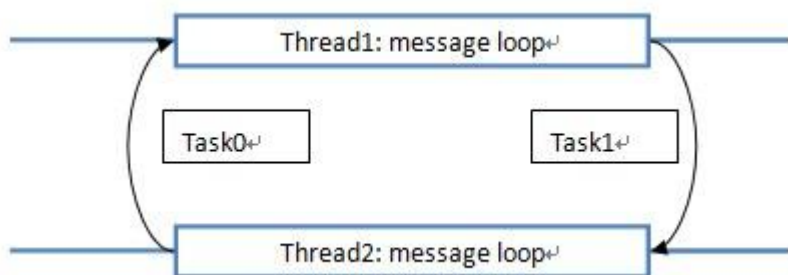 Thread1: message loop↵
Task0↵
Task1↵
Thread2: message loop↵